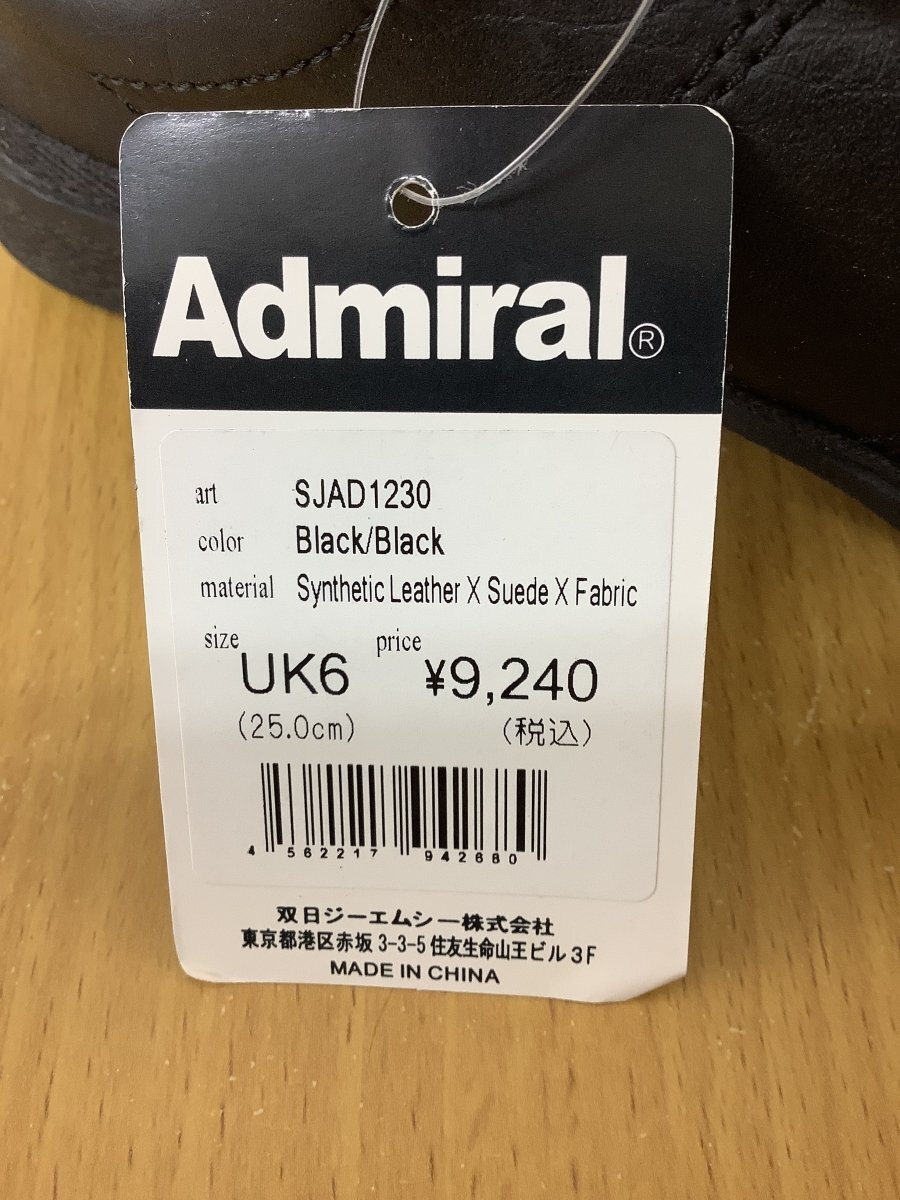 Admiral®
art SJAD1230
color Black/Black
material Synthetic Leather X Suede X Fabric
size UK6 price ¥9,240
(25.0cm) (税込)
4 562217 942680
双日ジーエムシー株式会社
東京都港区赤坂 3-3-5 住友生命山王ビル 3F
MADE IN CHINA